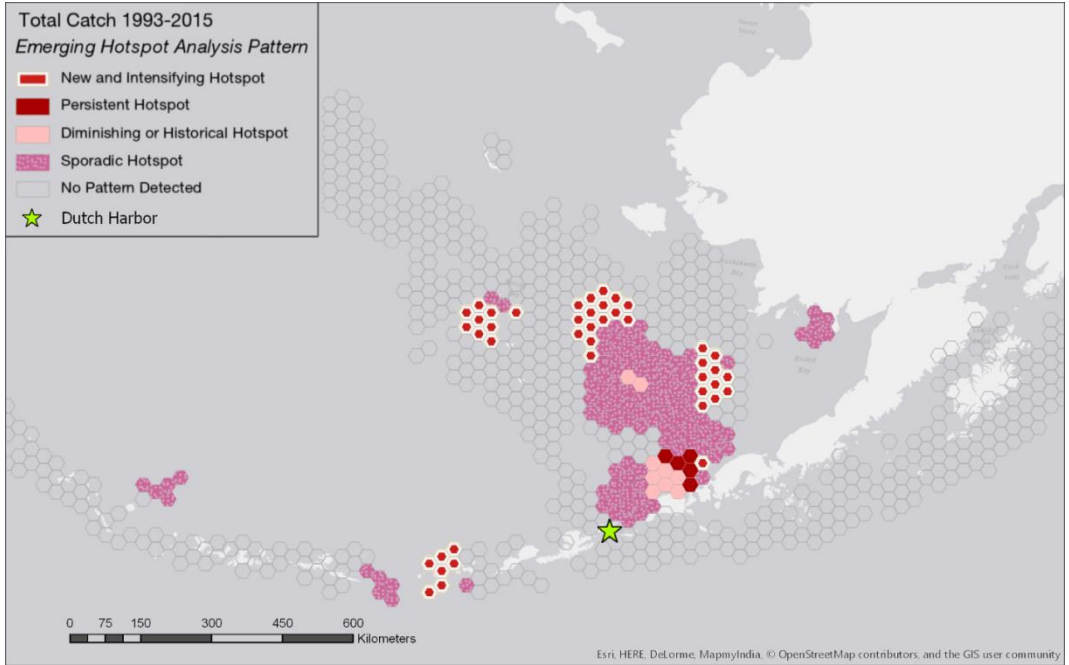 Total Catch 1993-2015
Emerging Hotspot Analysis Pattern
New and Intensifying Hotspot
Persistent Hotspot
Diminishing or Historical Hotspot
Sporadic Hotspot
No Pattern Detected
Dutch Harbor
0 75 150 300 450 600
Kilometers
Esri, HERE, DeLorme, MapmyIndia, © OpenStreetMap contributors, and the GIS user community